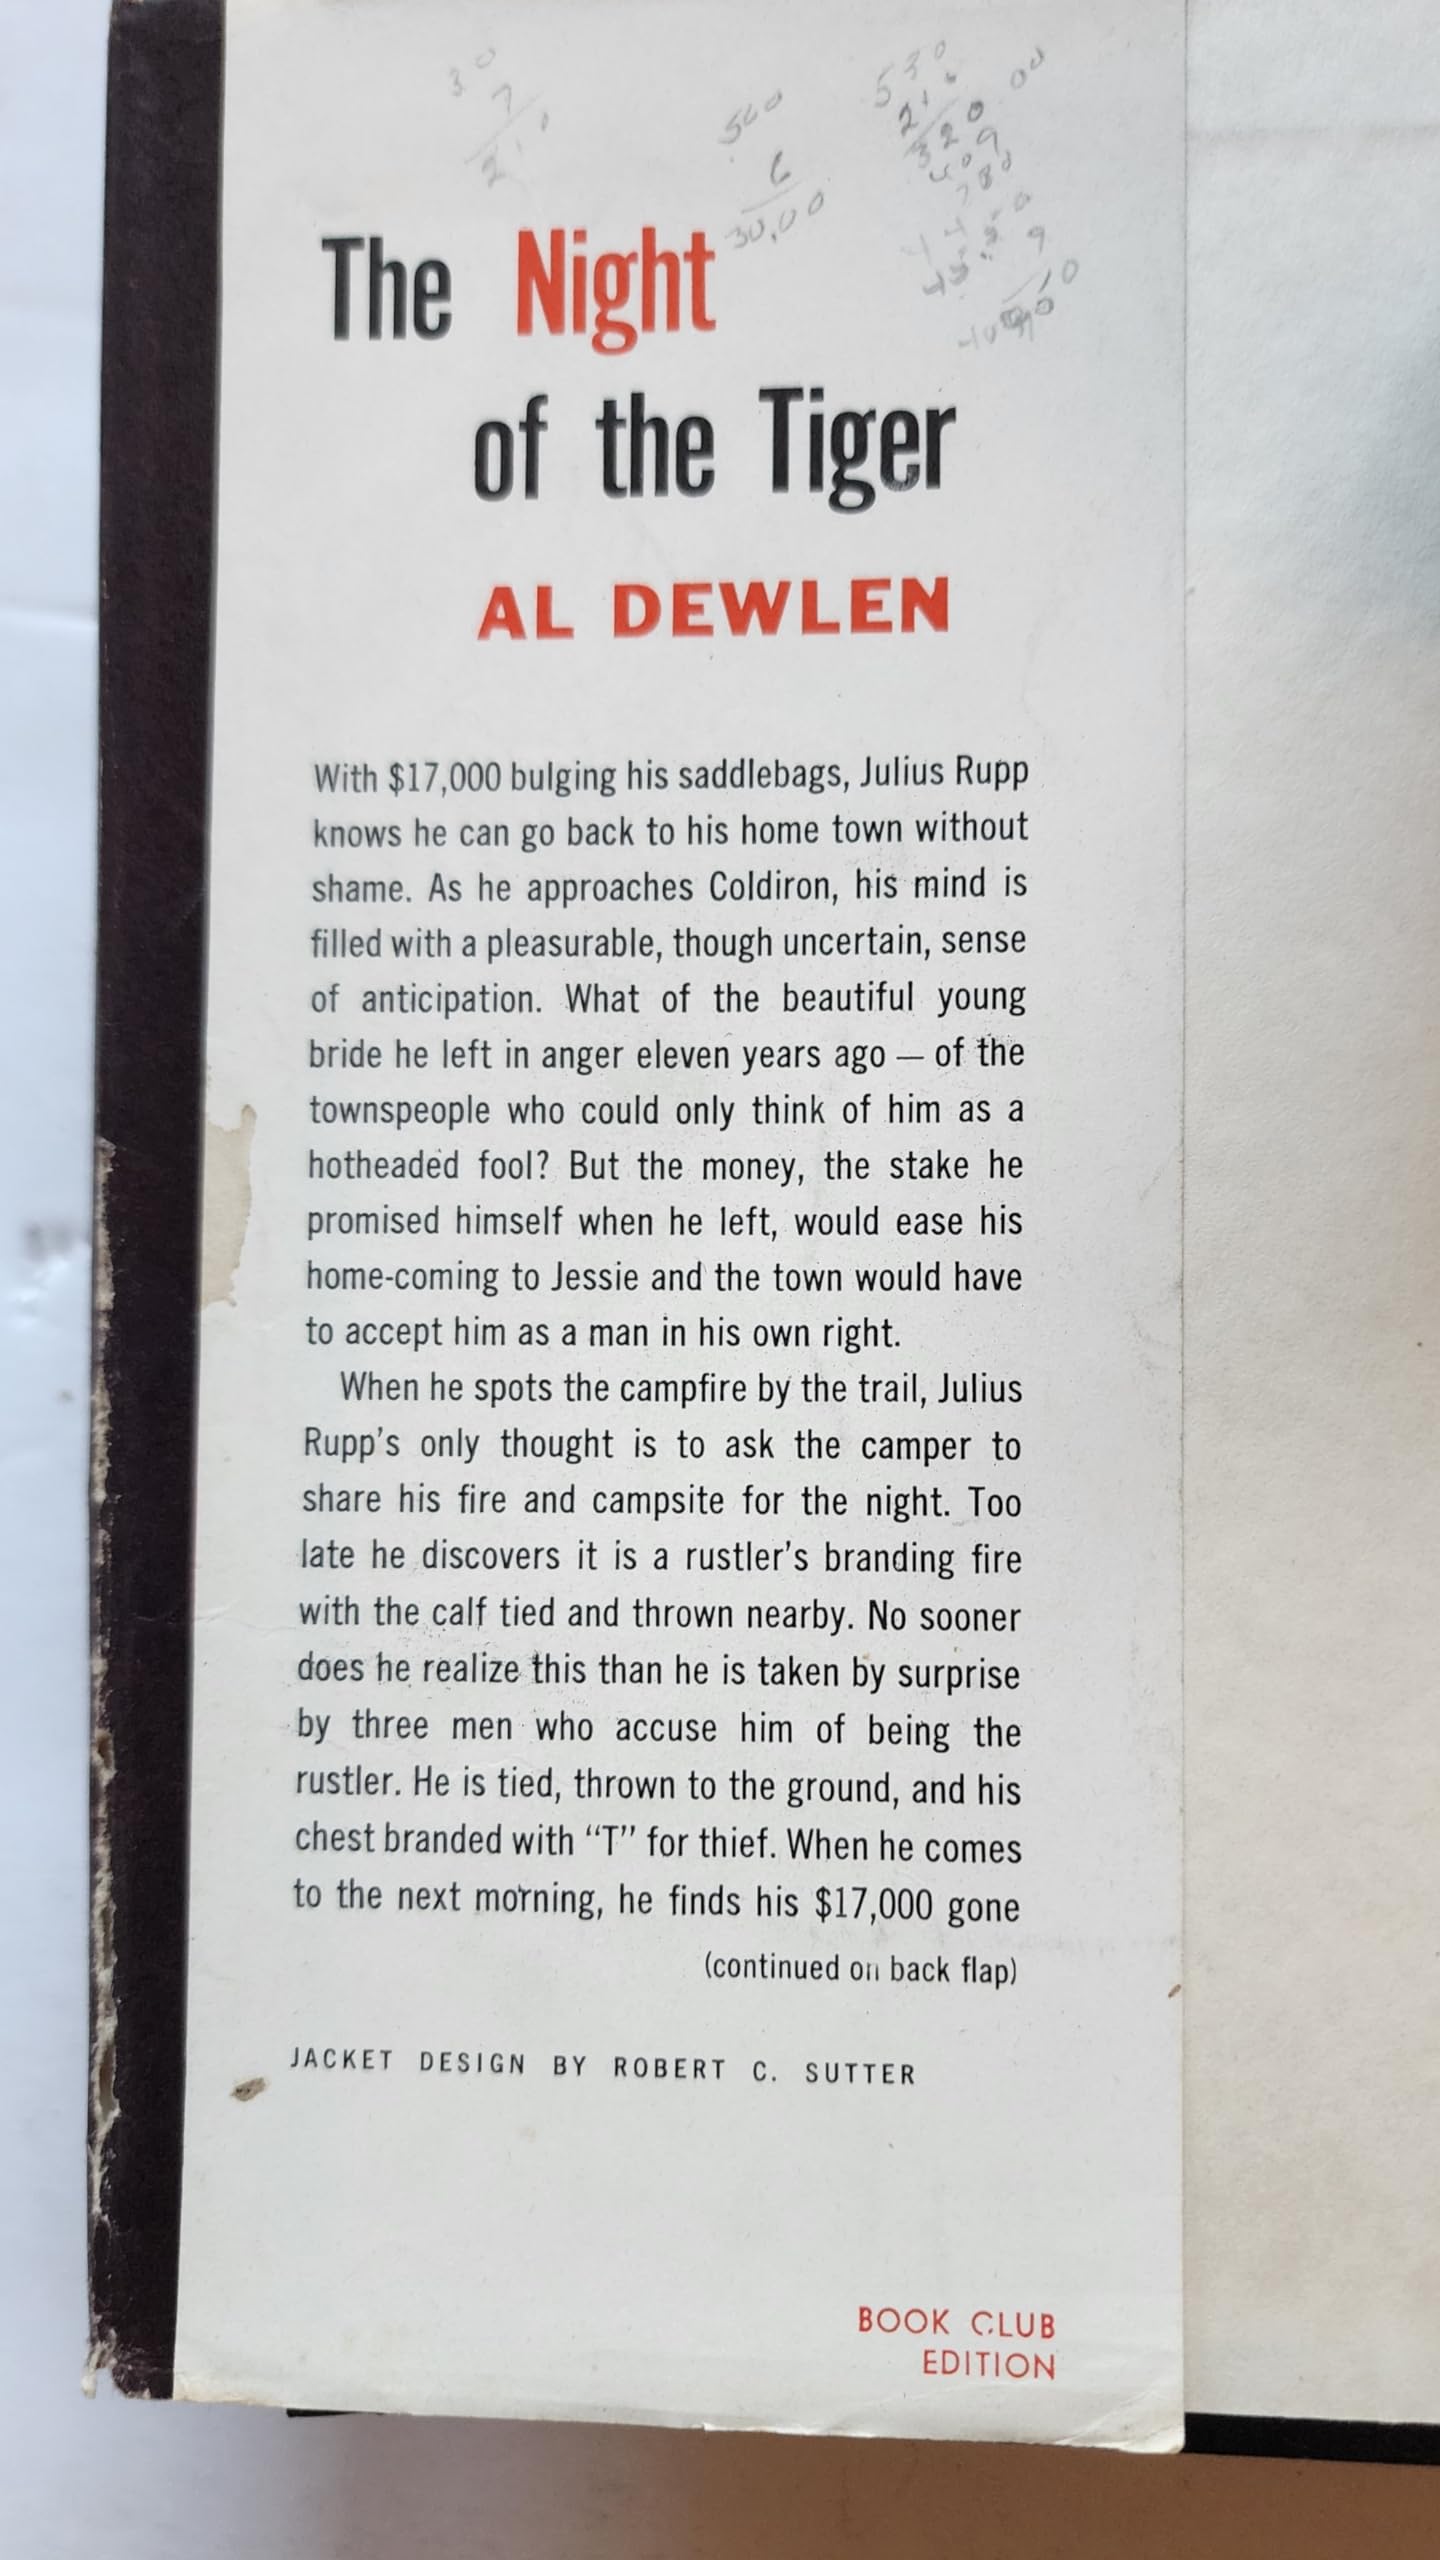 30
7
210
500
6
30,00
530
The Night
of the Tiger
AL DEWLEN
With $17,000 bulging his saddlebags, Julius Rupp
knows he can go back to his home town without
shame. As he approaches Coldiron, his mind is
filled with a pleasurable, though uncertain, sense
of anticipation. What of the beautiful young
bride he left in anger eleven years ago — of the
townspeople who could only think of him as a
hotheaded fool? But the money, the stake he
promised himself when he left, would ease his
home-coming to Jessie and the town would have
to accept him as a man in his own right.
When he spots the campfire by the trail, Julius
Rupp's only thought is to ask the camper to
share his fire and campsite for the night. Too
late he discovers it is a rustler's branding fire
with the calf tied and thrown nearby. No sooner
does he realize this than he is taken by surprise
by three men who accuse him of being the
rustler. He is tied, thrown to the ground, and his
chest branded with “T” for thief. When he comes
to the next morning, he finds his $17,000 gone
(continued on back flap)
JACKET DESIGN BY ROBERT C. SUTTER
BOOK CLUB
EDITION